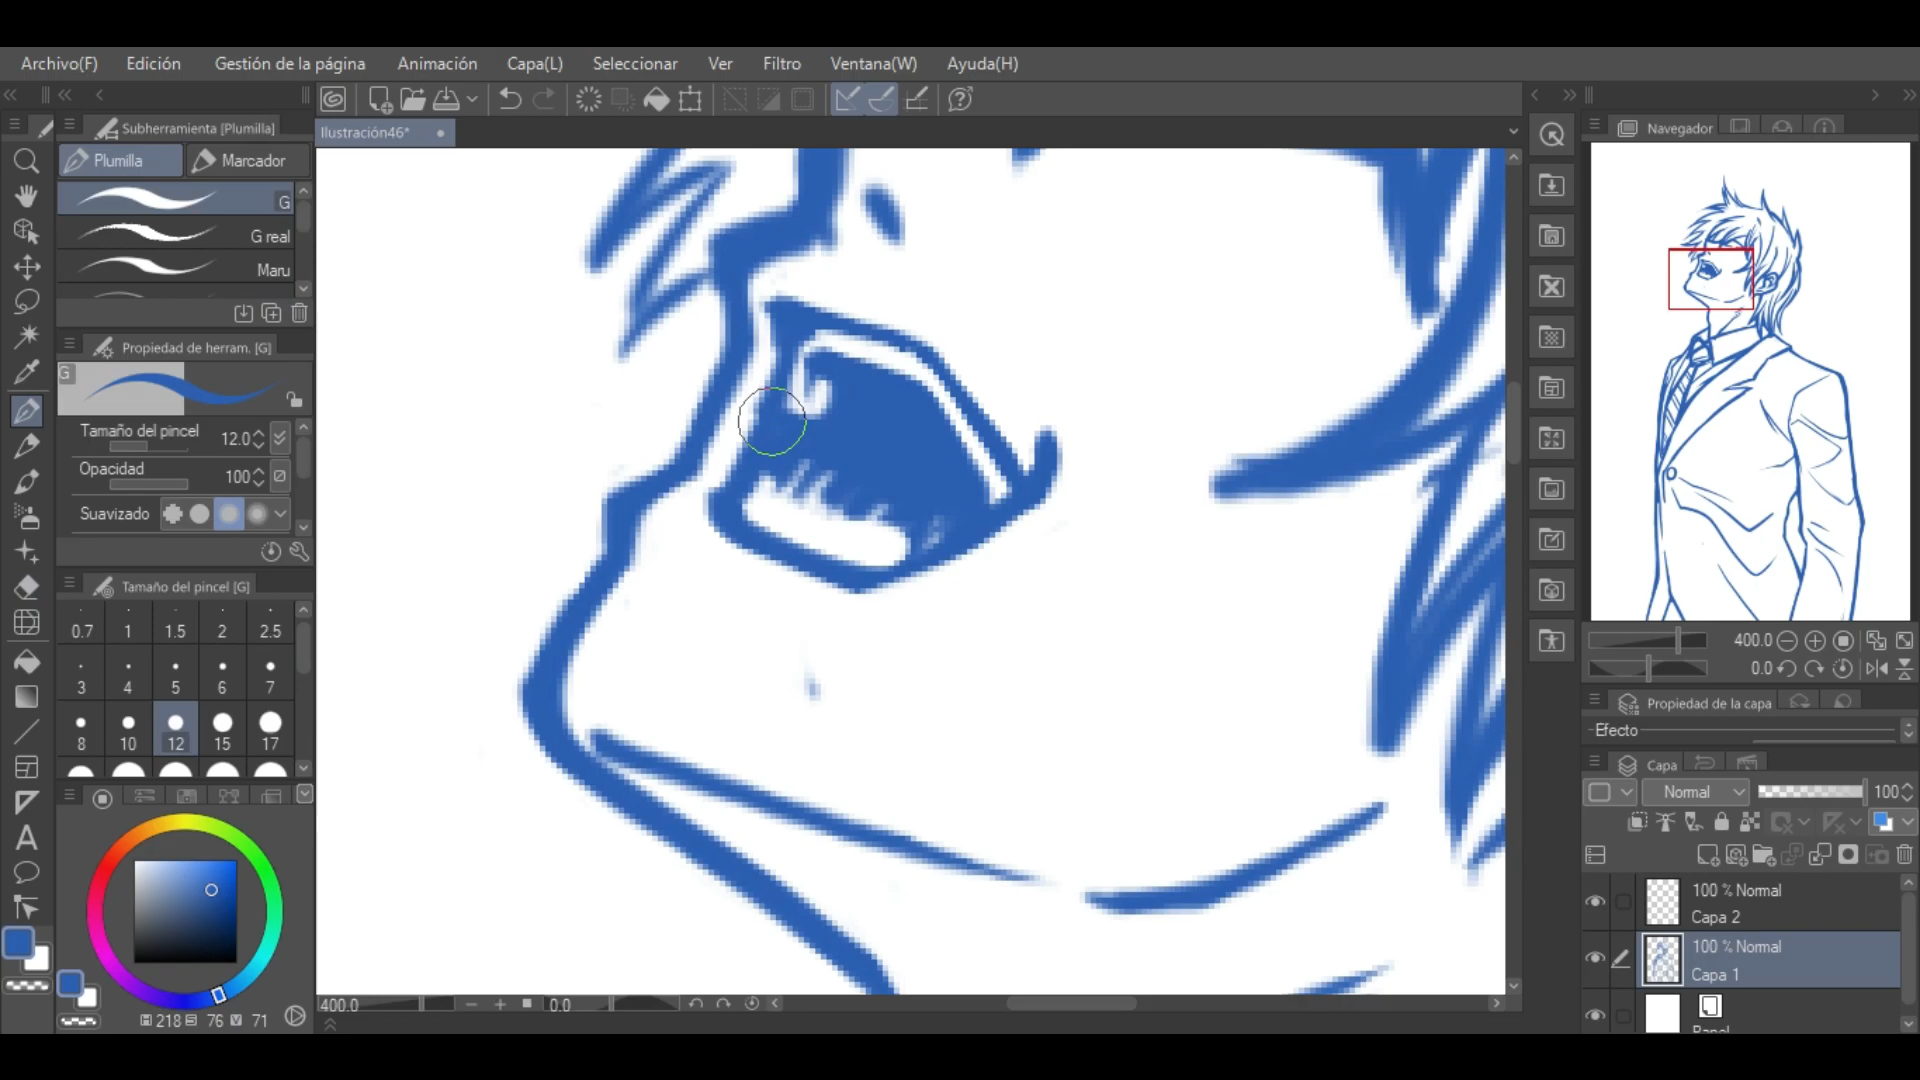 Archivo(F) Edición Gestión de la página Animación Capa(L) Seleccionar Ver Filtro Ventana(W) Ayuda(H)
Subherramienta [Plumilla]
Ilustración46*
Navegador
Plumilla Marcador
G
G real
Maru
Propiedad de herram. [G]
G
Tamaño del pincel 12.0
Opacidad 100
Suavizado
Tamaño del pincel [G]
0.7 1 1.5 2 2.5
3 4 5 6 7
8 10 12 15 17
H 218 S 76 V 71
400.0 0.0
400.0
0.0
Propiedad de la capa
Efecto
Capa
Normal 100
100 % Normal
Capa 2
100 % Normal
Capa 1